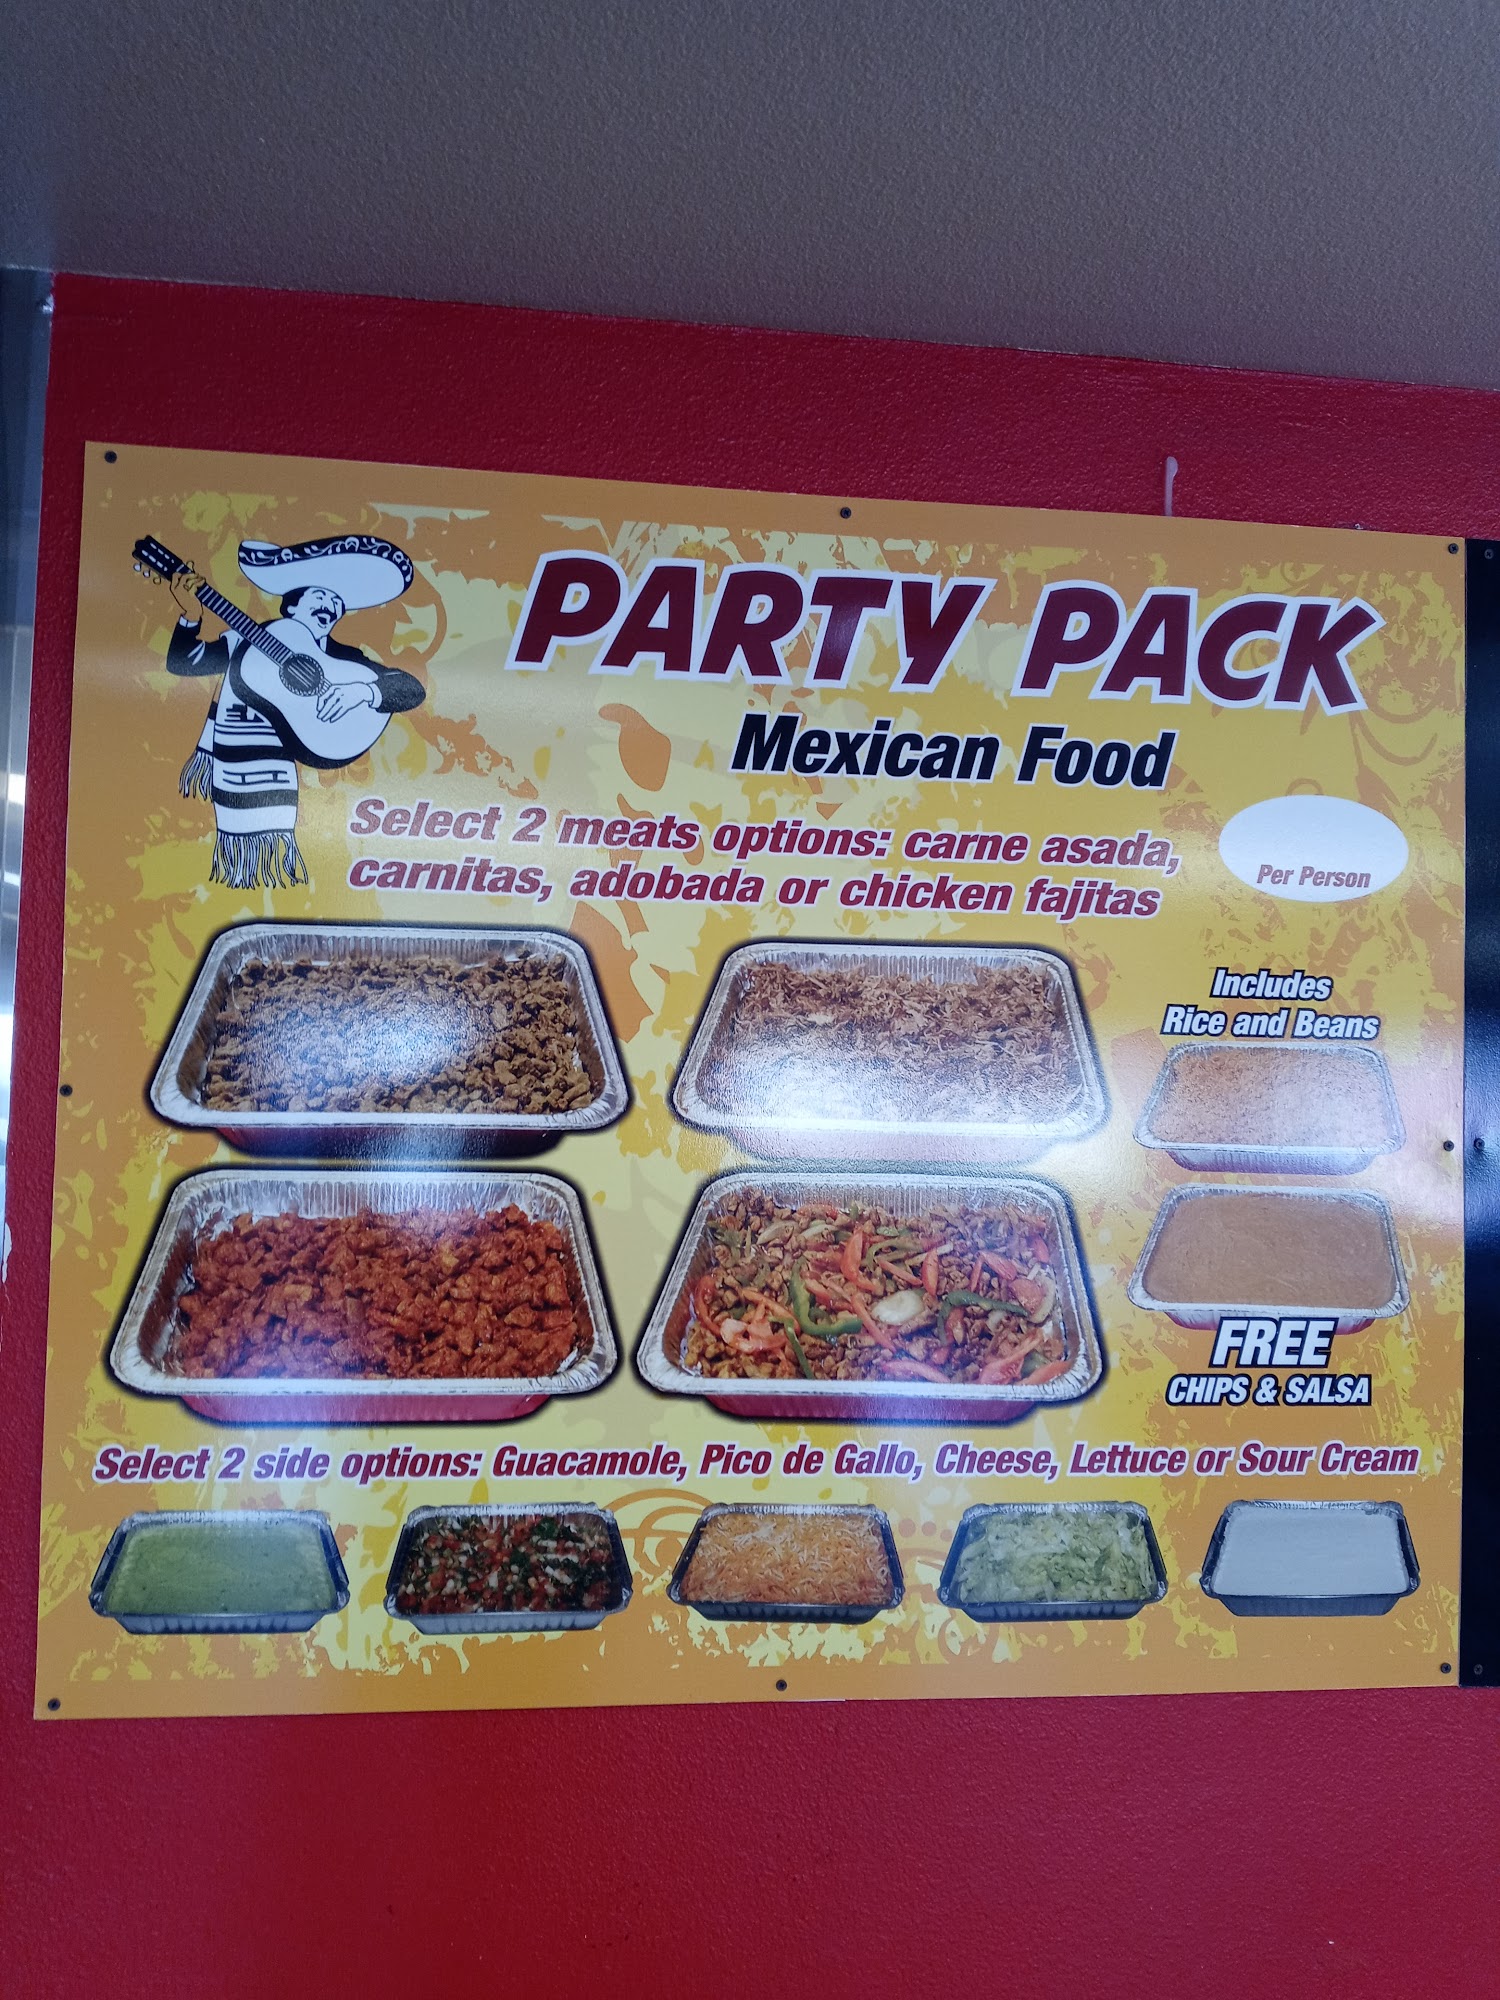 PARTY PACK
Mexican Food
Select 2 meats options: carne asada,
carnitas, adobada or chicken fajitas
Per Person
Includes
Rice and Beans
FREE
CHIPS & SALSA
Select 2 side options: Guacamole, Pico de Gallo, Cheese, Lettuce or Sour Cream